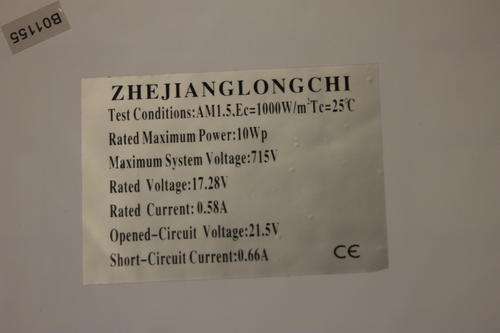 B01155
ZHEJIANGLONGCHI
Test Conditions:AM1.5,Ec=1000W/m²Tc=25℃
Rated Maximum Power:10Wp
Maximum System Voltage:715V
Rated Voltage:17.28V
Rated Current:0.58A
Opened-Circuit Voltage:21.5V
Short-Circuit Current:0.66A
CE